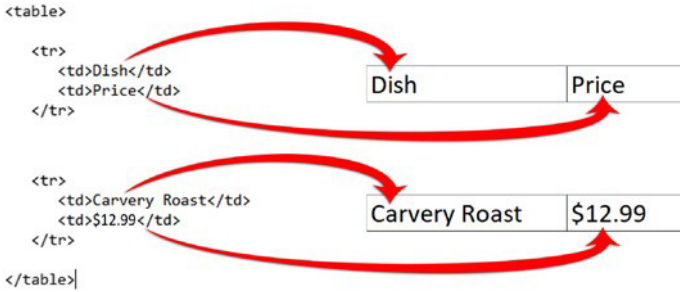 <table>
<tr>
<td>Dish</td>
<td>Price</td>
</tr>
Dish Price
<tr>
<td>Carvery Roast</td>
<td>$12.99</td>
</tr>
Carvery Roast $12.99
</table>